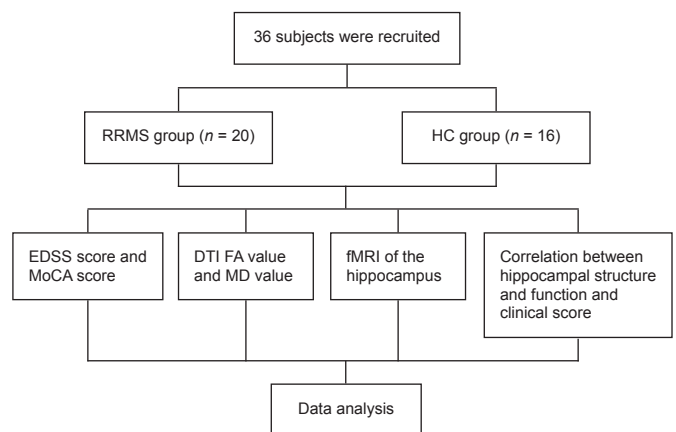 36 subjects were recruited
RRMS group (n = 20)
HC group (n = 16)
EDSS score and
MoCA score
DTI FA value
and MD value
fMRI of the
hippocampus
Correlation between
hippocampal structure
and function and
clinical score
Data analysis